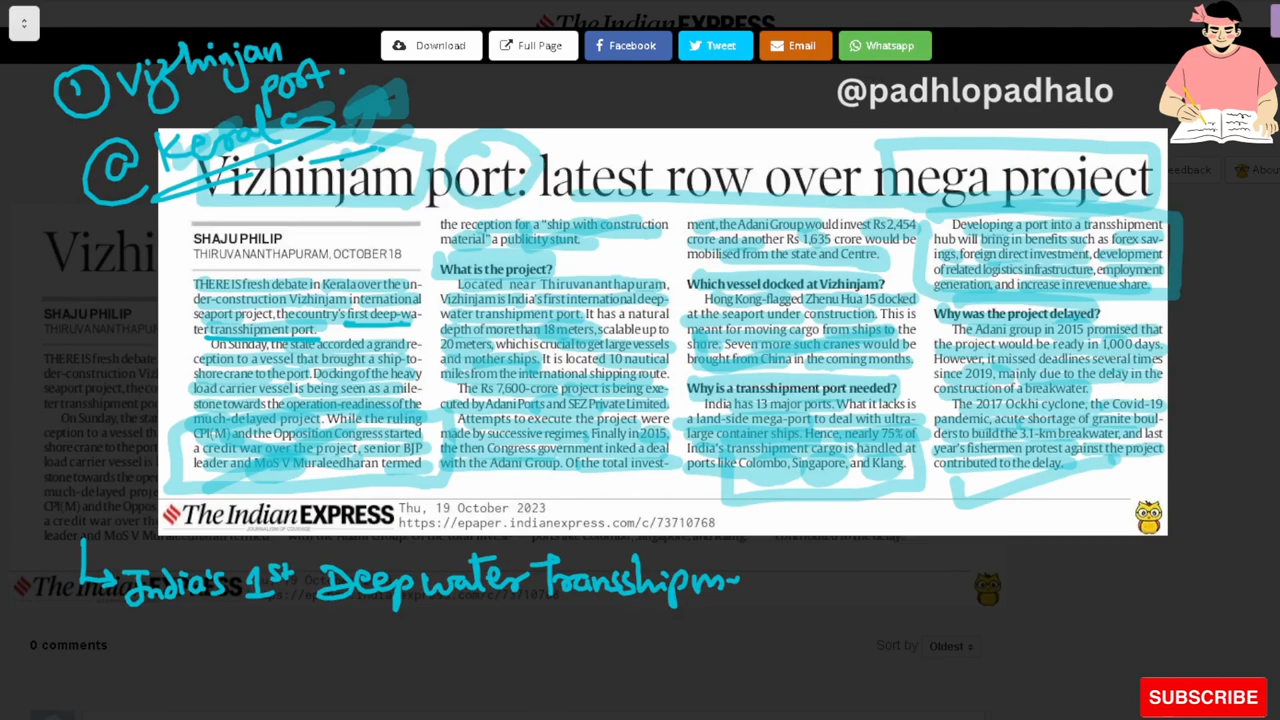 The Indian EXPRESS
Download
Full Page
Facebook
Tweet
Email
Whatsapp
① Vizhinjam
port.
@ Kerala
@padhlopadhalo
Feedback
Abou
Vizhinjam port: latest row over mega project
SHAJU PHILIP
THIRUVANANTHAPURAM, OCTOBER 18
THERE IS fresh debate in Kerala over the un-
der-construction Vizhinjam international
seaport project, the country's first deep-wa-
ter transshipment port.
On Sunday, the state accorded a grand re-
ception to a vessel that brought a ship-to-
shore crane to the port. Docking of the heavy
load carrier vessel is being seen as a mile-
stone towards the operation-readiness of the
much-delayed project. While the ruling
CPI(M) and the Opposition Congress started
a credit war over the project, senior BJP
leader and MoS V Muraleedharan termed
the reception for a "ship with construction
material" a publicity stunt.
What is the project?
Located near Thiruvananthapuram,
Vizhinjam is India's first international deep-
water transhipment port. It has a natural
depth of more than 18 meters, scalable up to
20 meters, which is crucial to get large vessels
and mother ships. It is located 10 nautical
miles from the international shipping route.
The Rs 7,600-crore project is being exe-
cuted by Adani Ports and SEZ Private Limited.
Attempts to execute the project were
made by successive regimes. Finally in 2015,
the then Congress government inked a deal
with the Adani Group. Of the total invest-
ment, the Adani Group would invest Rs 2,454
crore and another Rs 1,635 crore would be
mobilised from the state and Centre.
Which vessel docked at Vizhinjam?
Hong Kong-flagged Zhenu Hua 15 docked
at the seaport under construction. This is
meant for moving cargo from ships to the
shore. Seven more such cranes would be
brought from China in the coming months.
Why is a transshipment port needed?
India has 13 major ports. What it lacks is
a land-side mega-port to deal with ultra-
large container ships. Hence, nearly 75% of
India's transshipment cargo is handled at
ports like Colombo, Singapore, and Klang.
Developing a port into a transshipment
hub will bring in benefits such as forex sav-
ings, foreign direct investment, development
of related logistics infrastructure, employment
generation, and increase in revenue share.
Why was the project delayed?
The Adani group in 2015 promised that
the project would be ready in 1,000 days.
However, it missed deadlines several times
since 2019, mainly due to the delay in the
construction of a breakwater.
The 2017 Ockhi cyclone, the Covid-19
pandemic, acute shortage of granite boul-
ders to build the 3.1-km breakwater, and last
year's fishermen protest against the project
contributed to the delay.
The Indian EXPRESS
JOURNALISM OF COURAGE
Thu, 19 October 2023
https://epaper.indianexpress.com/c/73710768
India's 1st Deep water Transshipm
0 comments
Sort by
Oldest
SUBSCRIBE